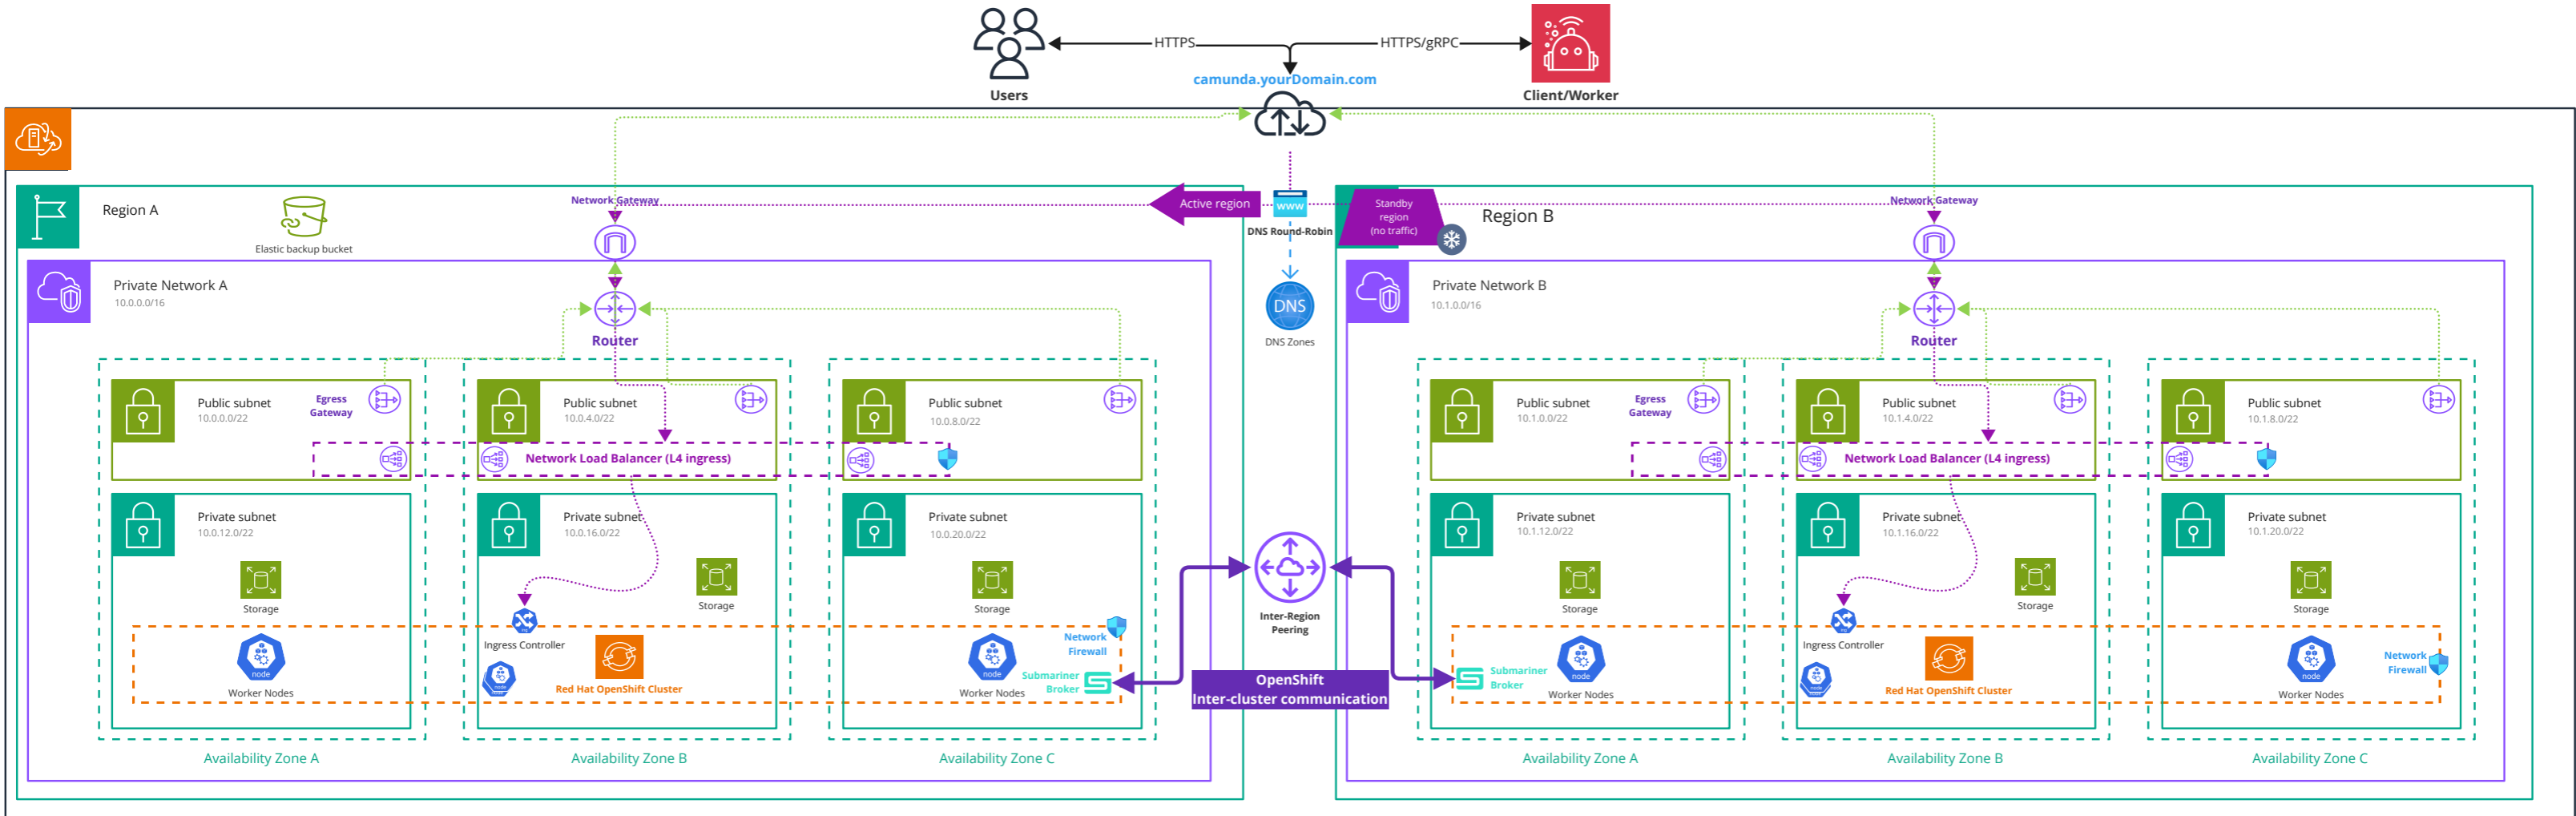 HTTPS
HTTPS/gRPC
camunda.yourDomain.com
Users
Client/Worker
Region A
Elastic backup bucket
Network Gateway
Active region
www
DNS Round-Robin
Standby
region
(no traffic)
Region B
Network Gateway
Private Network A
10.0.0.0/16
Router
DNS
DNS Zones
Private Network B
10.1.0.0/16
Router
Public subnet
10.0.0.0/22
Egress
Gateway
Public subnet
10.0.4.0/22
Public subnet
10.0.8.0/22
Network Load Balancer (L4 ingress)
Public subnet
10.1.0.0/22
Egress
Gateway
Public subnet
10.1.4.0/22
Public subnet
10.1.8.0/22
Network Load Balancer (L4 ingress)
Private subnet
10.0.12.0/22
Private subnet
10.0.16.0/22
Private subnet
10.0.20.0/22
Private subnet
10.1.12.0/22
Private subnet
10.1.16.0/22
Private subnet
10.1.20.0/22
Storage
Storage
Storage
Inter-Region
Peering
Storage
Storage
Storage
node
Worker Nodes
Ingress Controller
node
Red Hat OpenShift Cluster
node
Worker Nodes
Network
Firewall
Submariner
Broker
OpenShift
Inter-cluster communication
Submariner
Broker
node
Worker Nodes
Ingress Controller
node
Red Hat OpenShift Cluster
node
Worker Nodes
Network
Firewall
Availability Zone A
Availability Zone B
Availability Zone C
Availability Zone A
Availability Zone B
Availability Zone C